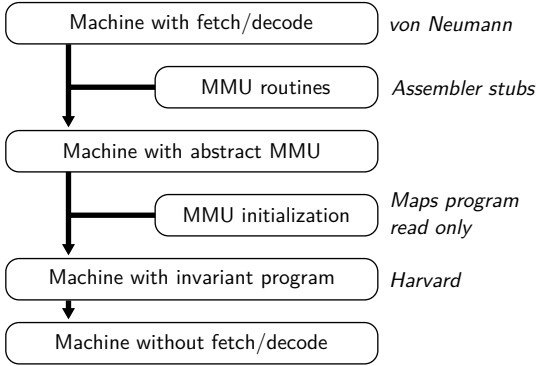 Machine with fetch/decode
von Neumann
MMU routines
Assembler stubs
Machine with abstract MMU
MMU initialization
Maps program
read only
Machine with invariant program
Harvard
Machine without fetch/decode